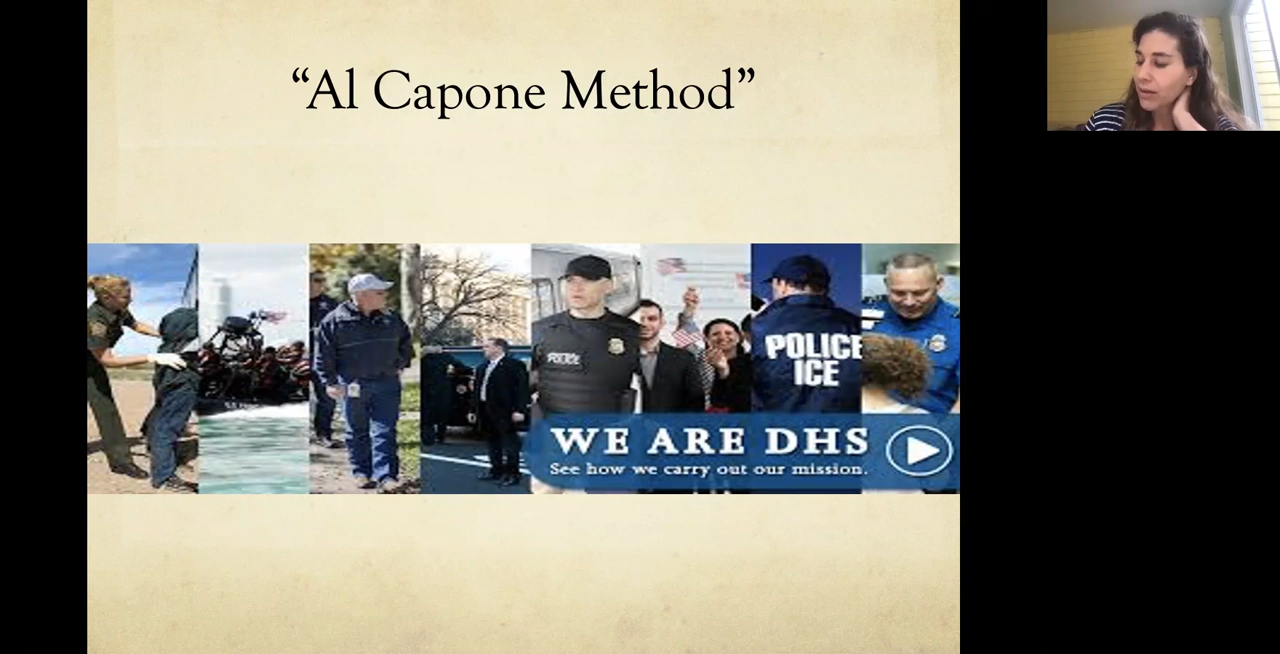 “Al Capone Method”
POLICE
POLICE
ICE
WE ARE DHS
See how we carry out our mission.